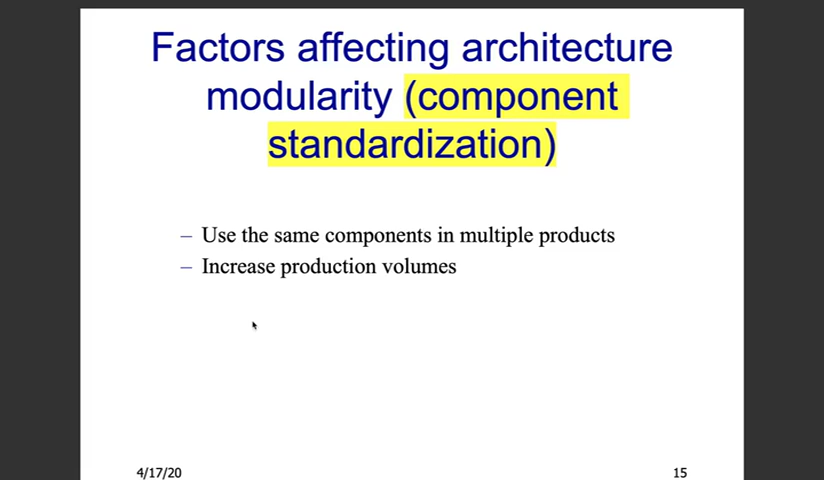 Factors affecting architecture
modularity (component
standardization)
– Use the same components in multiple products
– Increase production volumes
4/17/20
15